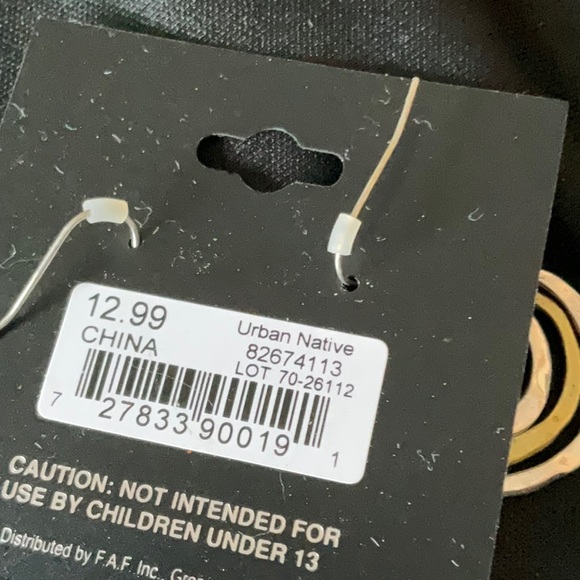 12.99 Urban Native
CHINA 82674113
LOT 70-26112
7 27833 90019 1
CAUTION: NOT INTENDED FOR
USE BY CHILDREN UNDER 13
Distributed by F.A.F. Inc.,